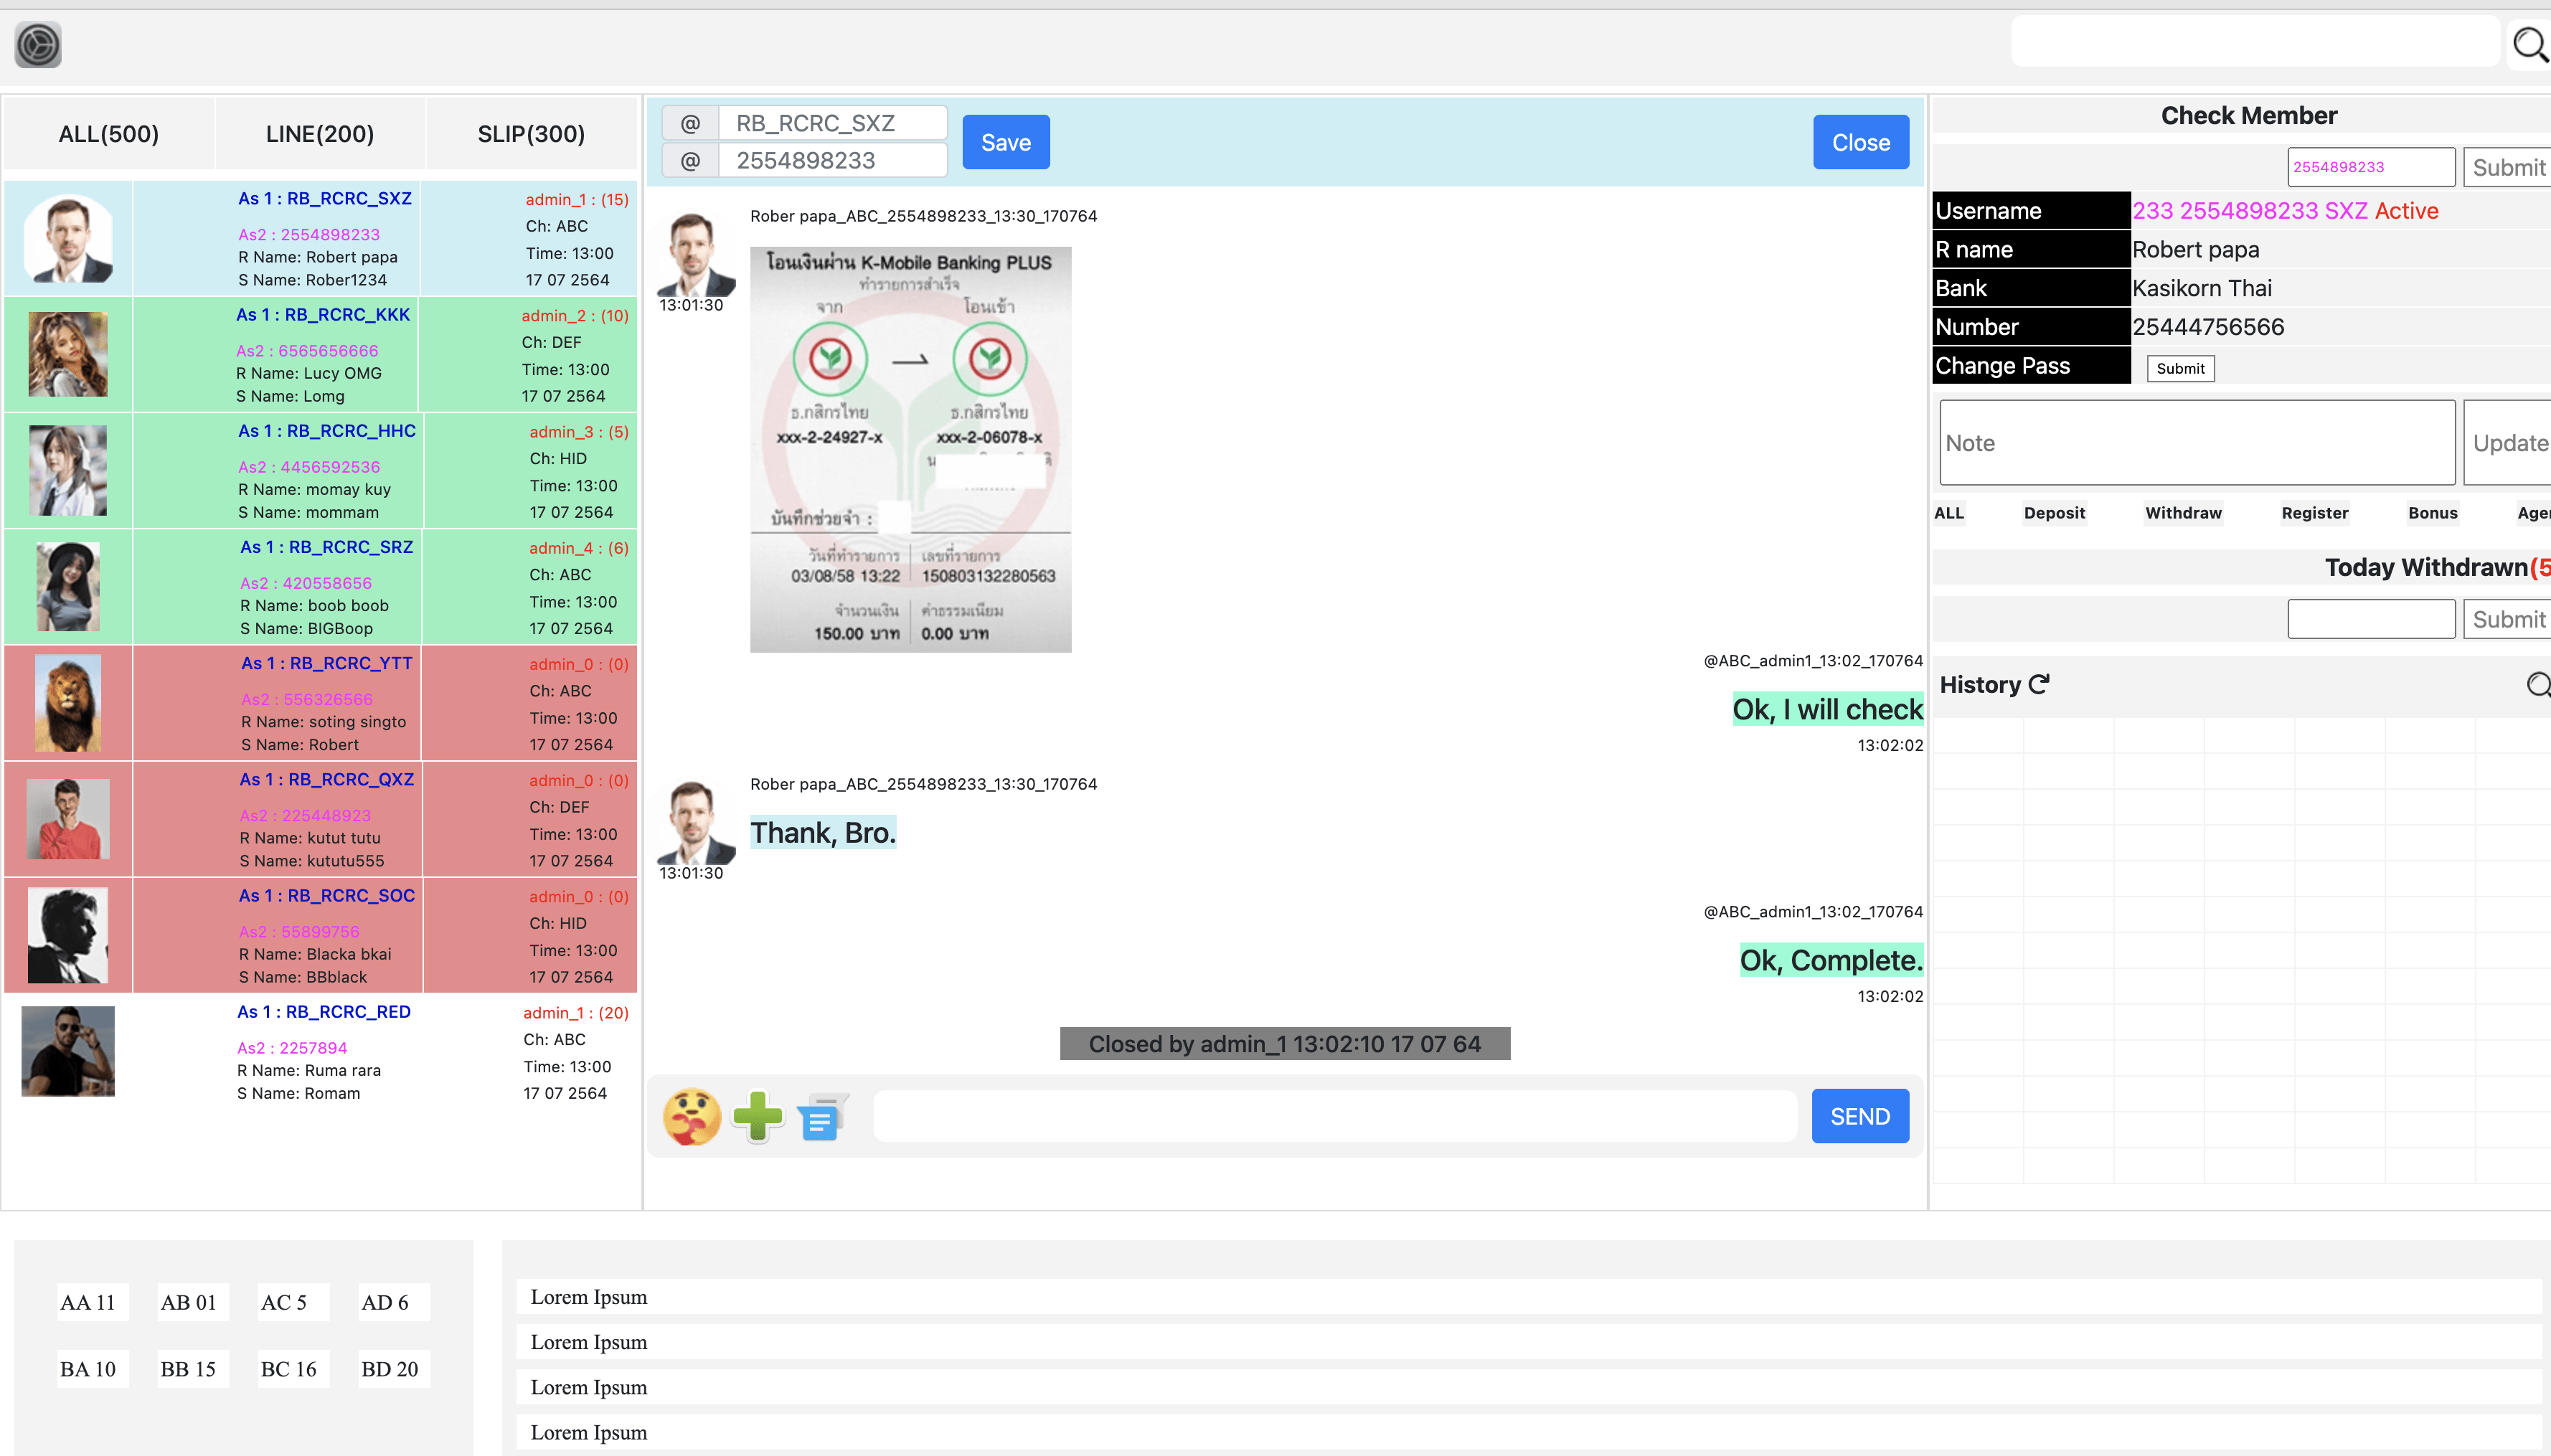 ALL(500)
LINE(200)
SLIP(300)
As 1 : RB_RCRC_SXZ
As2 : 2554898233
R Name: Robert papa
S Name: Rober1234
admin_1 : (15)
Ch: ABC
Time: 13:00
17 07 2564
As 1 : RB_RCRC_KKK
As2 : 6565656666
R Name: Lucy OMG
S Name: Lomg
admin_2 : (10)
Ch: DEF
Time: 13:00
17 07 2564
As 1 : RB_RCRC_HHC
As2 : 4456592536
R Name: momay kuy
S Name: mommam
admin_3 : (5)
Ch: HID
Time: 13:00
17 07 2564
As 1 : RB_RCRC_SRZ
As2 : 420558656
R Name: boob boob
S Name: BIGBoop
admin_4 : (6)
Ch: ABC
Time: 13:00
17 07 2564
As 1 : RB_RCRC_YTT
As2 : 556326566
R Name: soting singto
S Name: Robert
admin_0 : (0)
Ch: ABC
Time: 13:00
17 07 2564
As 1 : RB_RCRC_QXZ
As2 : 225448923
R Name: kutut tutu
S Name: kututu555
admin_0 : (0)
Ch: DEF
Time: 13:00
17 07 2564
As 1 : RB_RCRC_SOC
As2 : 55899756
R Name: Blacka bkai
S Name: BBblack
admin_0 : (0)
Ch: HID
Time: 13:00
17 07 2564
As 1 : RB_RCRC_RED
As2 : 2257894
R Name: Ruma rara
S Name: Romam
admin_1 : (20)
Ch: ABC
Time: 13:00
17 07 2564
@ RB_RCRC_SXZ
@ 2554898233
Save
Close
Rober papa_ABC_2554898233_13:30_170764
13:01:30
โอนเงินผ่าน K-Mobile Banking PLUS
ทำรายการสำเร็จ
จาก โอนเข้า
ธ.กสิกรไทย ธ.กสิกรไทย
xxx-2-24927-x xxx-2-06078-x
บันทึกช่วยจำ :
วันที่ทำรายการ เลขที่รายการ
03/08/58 13:22 150803132280563
จำนวนเงิน ค่าธรรมเนียม
150.00 บาท 0.00 บาท
@ABC_admin1_13:02_170764
Ok, I will check
13:02:02
Rober papa_ABC_2554898233_13:30_170764
Thank, Bro.
13:01:30
@ABC_admin1_13:02_170764
Ok, Complete.
13:02:02
Closed by admin_1 13:02:10 17 07 64
SEND
Check Member
2554898233 Submit
Username 233 2554898233 SXZ Active
R name Robert papa
Bank Kasikorn Thai
Number 25444756566
Change Pass Submit
Note Update
ALL Deposit Withdraw Register Bonus
Today Withdrawn(5
Submit
History
AA 11 AB 01 AC 5 AD 6
BA 10 BB 15 BC 16 BD 20
Lorem Ipsum
Lorem Ipsum
Lorem Ipsum
Lorem Ipsum